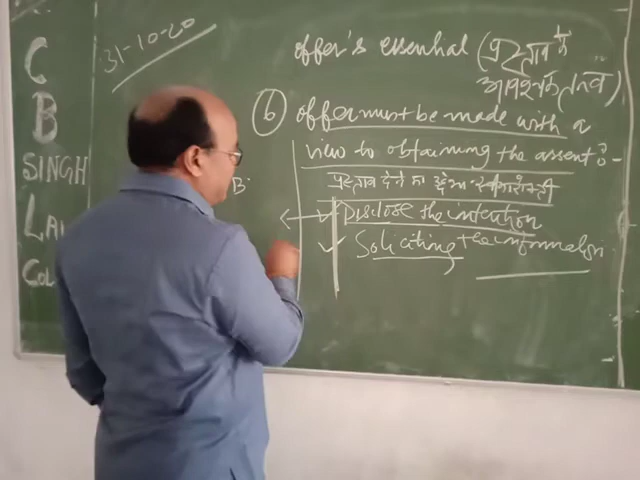 31-10-20
C
B
SINGH
LAW
COL
offer's essential (प्रस्ताव के
आवश्यक तत्व)
(6) offer must be made with a
view to obtaining the assent :-
प्रस्ताव देने का उद्देश्य
B.
Disclose the intention
Soliciting the information